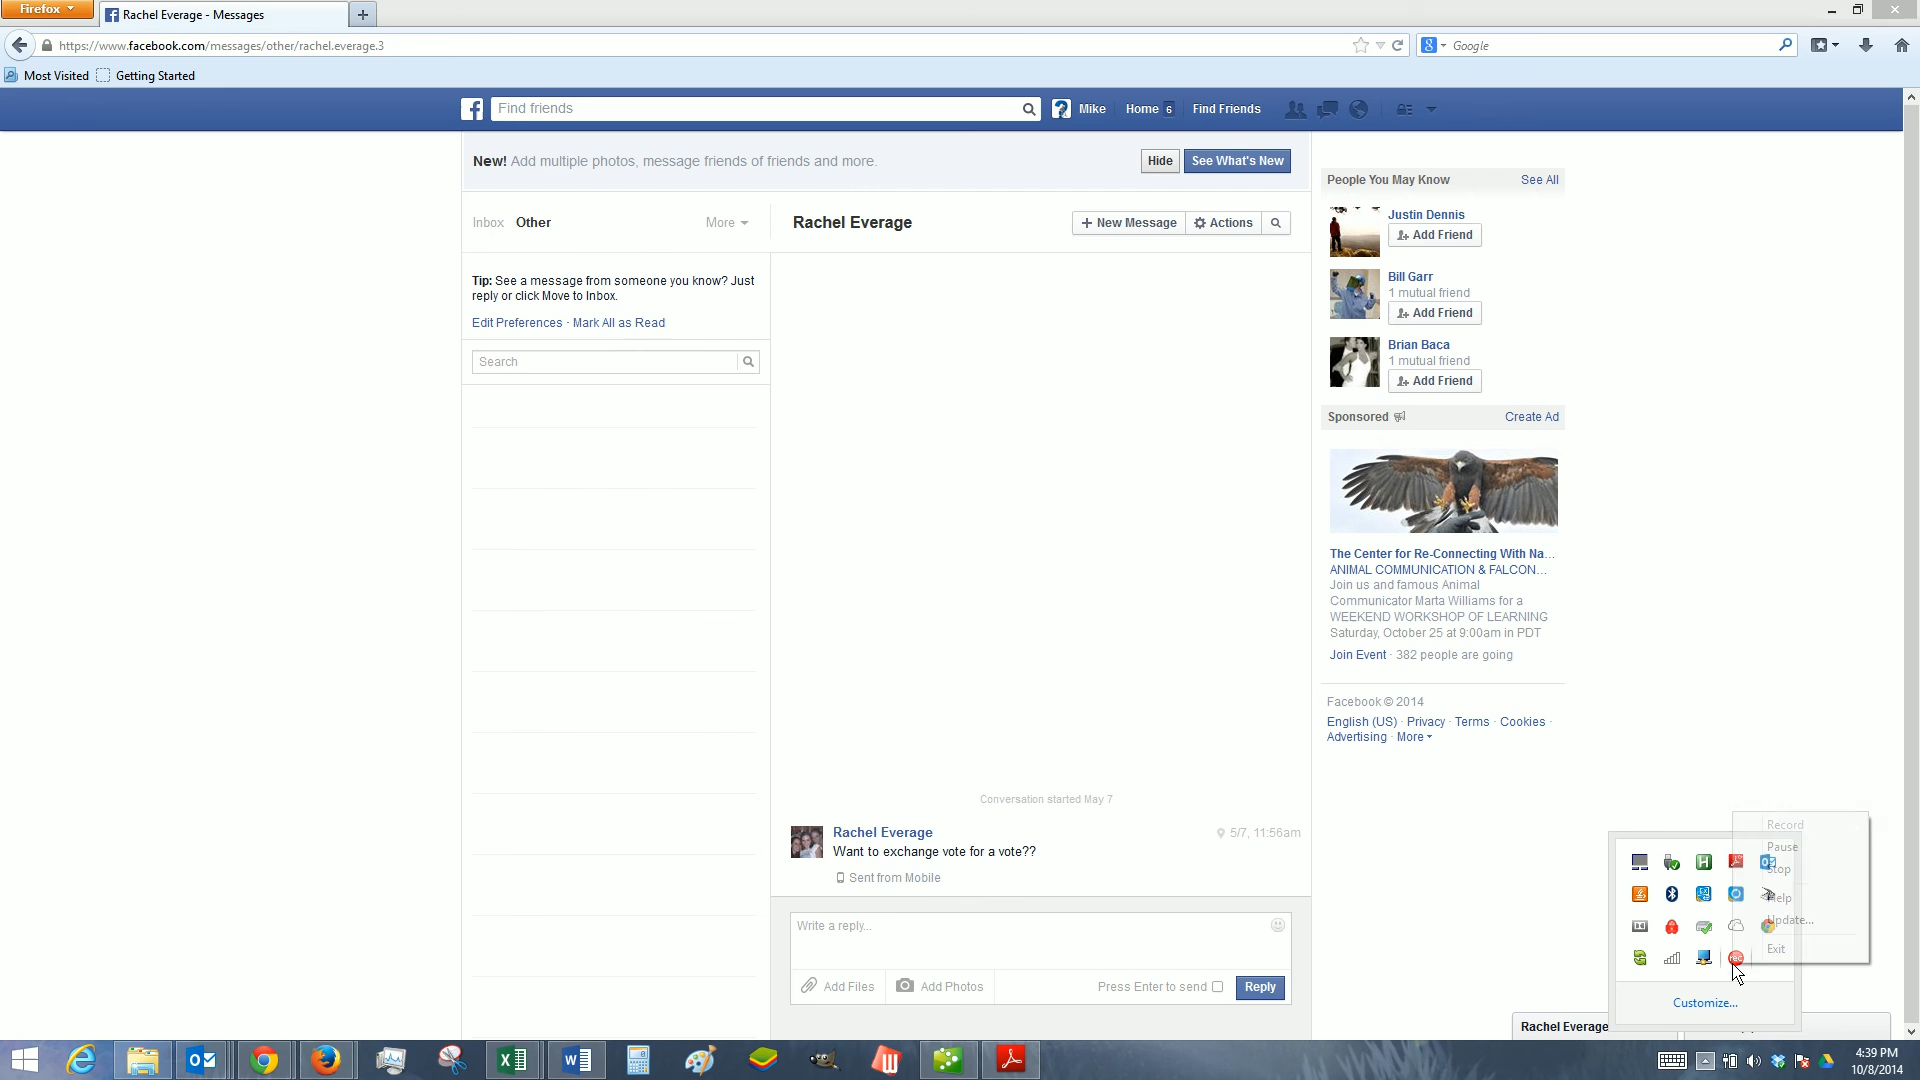 Firefox
Rachel Everage - Messages
https://www.facebook.com/messages/other/rachel.everage.3
Google
Most Visited
Getting Started
Find friends
Mike
Home 6
Find Friends
New! Add multiple photos, message friends of friends and more.
Hide
See What's New
Inbox
Other
More
Rachel Everage
New Message
Actions
Tip: See a message from someone you know? Just
reply or click Move to Inbox.
Edit Preferences · Mark All as Read
Search
Conversation started May 7
Rachel Everage
5/7, 11:56am
Want to exchange vote for a vote??
Sent from Mobile
Write a reply...
Add Files
Add Photos
Press Enter to send
Reply
People You May Know
See All
Justin Dennis
Add Friend
Bill Garr
1 mutual friend
Add Friend
Brian Baca
1 mutual friend
Add Friend
Sponsored
Create Ad
The Center for Re-Connecting With Na...
ANIMAL COMMUNICATION & FALCON...
Join us and famous Animal
Communicator Marta Williams for a
WEEKEND WORKSHOP OF LEARNING
Saturday, October 25 at 9:00am in PDT
Join Event · 382 people are going
Facebook © 2014
English (US) · Privacy · Terms · Cookies ·
Advertising · More
Record
Pause
Stop
Help
Update...
Exit
rec
Customize...
Rachel Everage
4:39 PM
10/8/2014